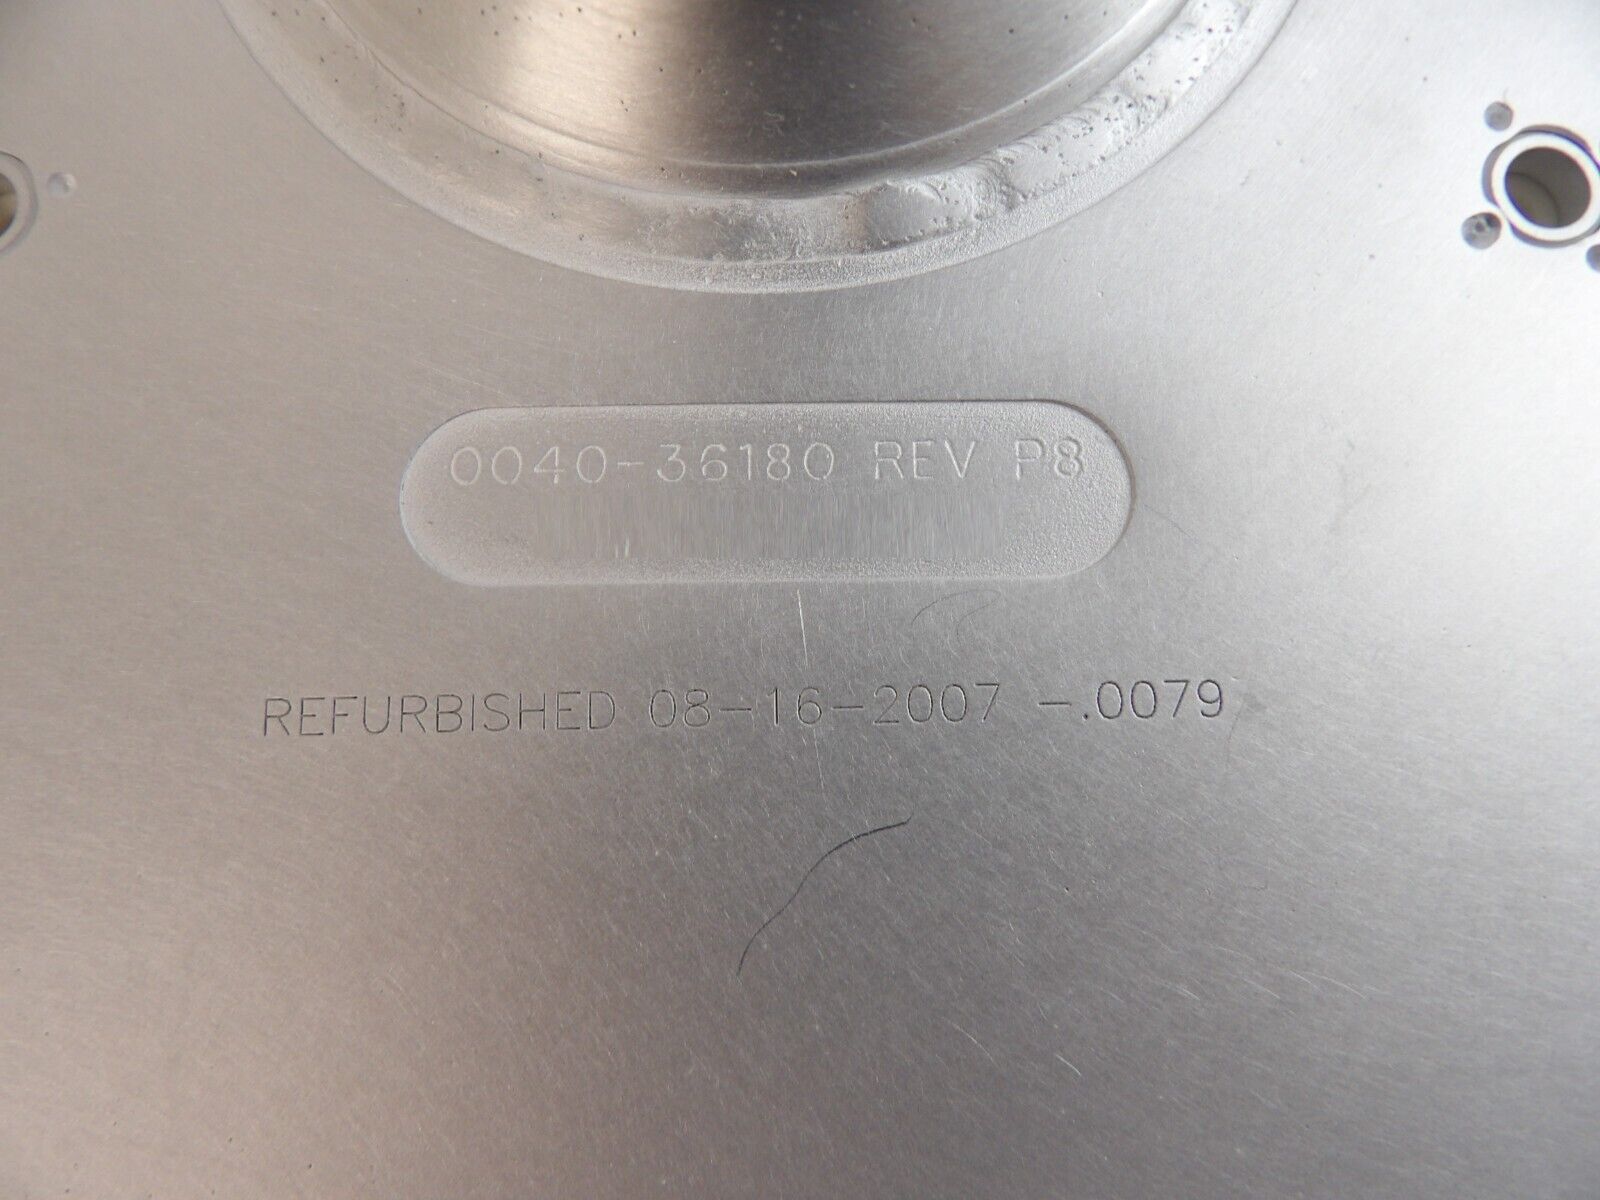 0040-36180 REV P8
REFURBISHED 08-16-2007 -.0079